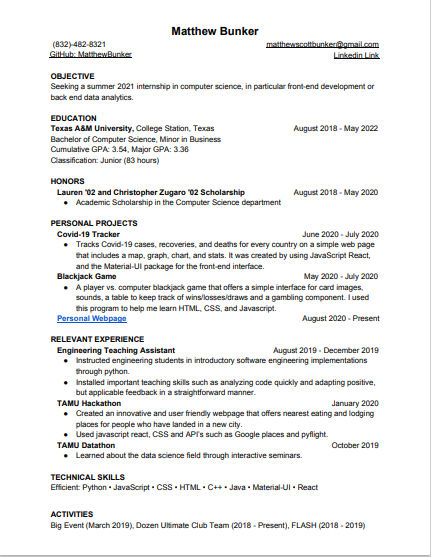 Matthew Bunker
(832)-482-8321 matthewscottbunker@gmail.com
GitHub: MatthewBunker Linkedin Link
OBJECTIVE
Seeking a summer 2021 internship in computer science, in particular front-end development or
back end data analytics.
EDUCATION
Texas A&M University, College Station, Texas August 2018 - May 2022
Bachelor of Computer Science, Minor in Business
Cumulative GPA: 3.54, Major GPA: 3.36
Classification: Junior (83 hours)
HONORS
Lauren '02 and Christopher Zugaro '02 Scholarship August 2018 - May 2020
● Academic Scholarship in the Computer Science department
PERSONAL PROJECTS
Covid-19 Tracker June 2020 - July 2020
● Tracks Covid-19 cases, recoveries, and deaths for every country on a simple web page
that includes a map, graph, chart, and stats. It was created by using JavaScript React,
and the Material-UI package for the front-end interface.
Blackjack Game May 2020 - July 2020
● A player vs. computer blackjack game that offers a simple interface for card images,
sounds, a table to keep track of wins/losses/draws and a gambling component. I used
this program to help me learn HTML, CSS, and Javascript.
Personal Webpage August 2020 - Present
RELEVANT EXPERIENCE
Engineering Teaching Assistant August 2019 - December 2019
● Instructed engineering students in introductory software engineering implementations
through python.
● Installed important teaching skills such as analyzing code quickly and adapting positive,
but applicable feedback in a straightforward manner.
TAMU Hackathon January 2020
● Created an innovative and user friendly webpage that offers nearest eating and lodging
places for people who have landed in a new city.
● Used javascript react, CSS and API's such as Google places and pyflight.
TAMU Datathon October 2019
● Learned about the data science field through interactive seminars.
TECHNICAL SKILLS
Efficient: Python • JavaScript • CSS • HTML • C++ • Java • Material-UI • React
ACTIVITIES
Big Event (March 2019), Dozen Ultimate Club Team (2018 - Present), FLASH (2018 - 2019)